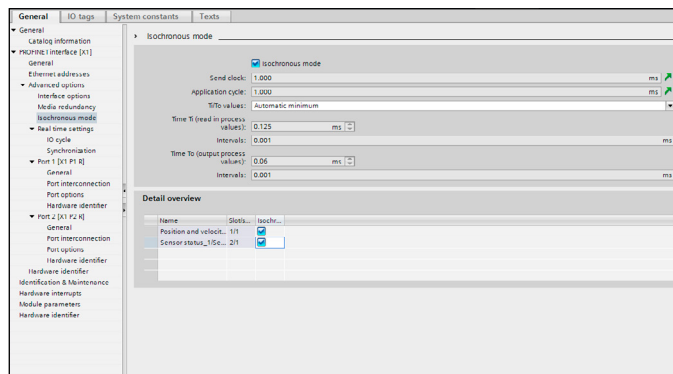 General
IO tags
System constants
Texts
General
Catalog information
PROFINET interface [X1]
General
Ethernet addresses
Advanced options
Interface options
Media redundancy
Isochronous mode
Real time settings
IO cycle
Synchronization
Port 1 [X1 P1 R]
General
Port interconnection
Port options
Hardware identifier
Port 2 [X1 P2 R]
General
Port interconnection
Port options
Hardware identifier
Hardware identifier
Identification & Maintenance
Hardware interrupts
Module parameters
Hardware identifier
Isochronous mode
Isochronous mode
Send clock: 1.000 ms
Application cycle: 1.000 ms
Ti/To values: Automatic minimum
Time Ti (read in process
values): 0.125 ms
Intervals: 0.001 ms
Time To (output process
values): 0.06 ms
Intervals: 0.001 ms
Detail overview
Name Slot/s... Isochr...
Position and velocit... 1/1
Sensor status_1/Se... 2/1